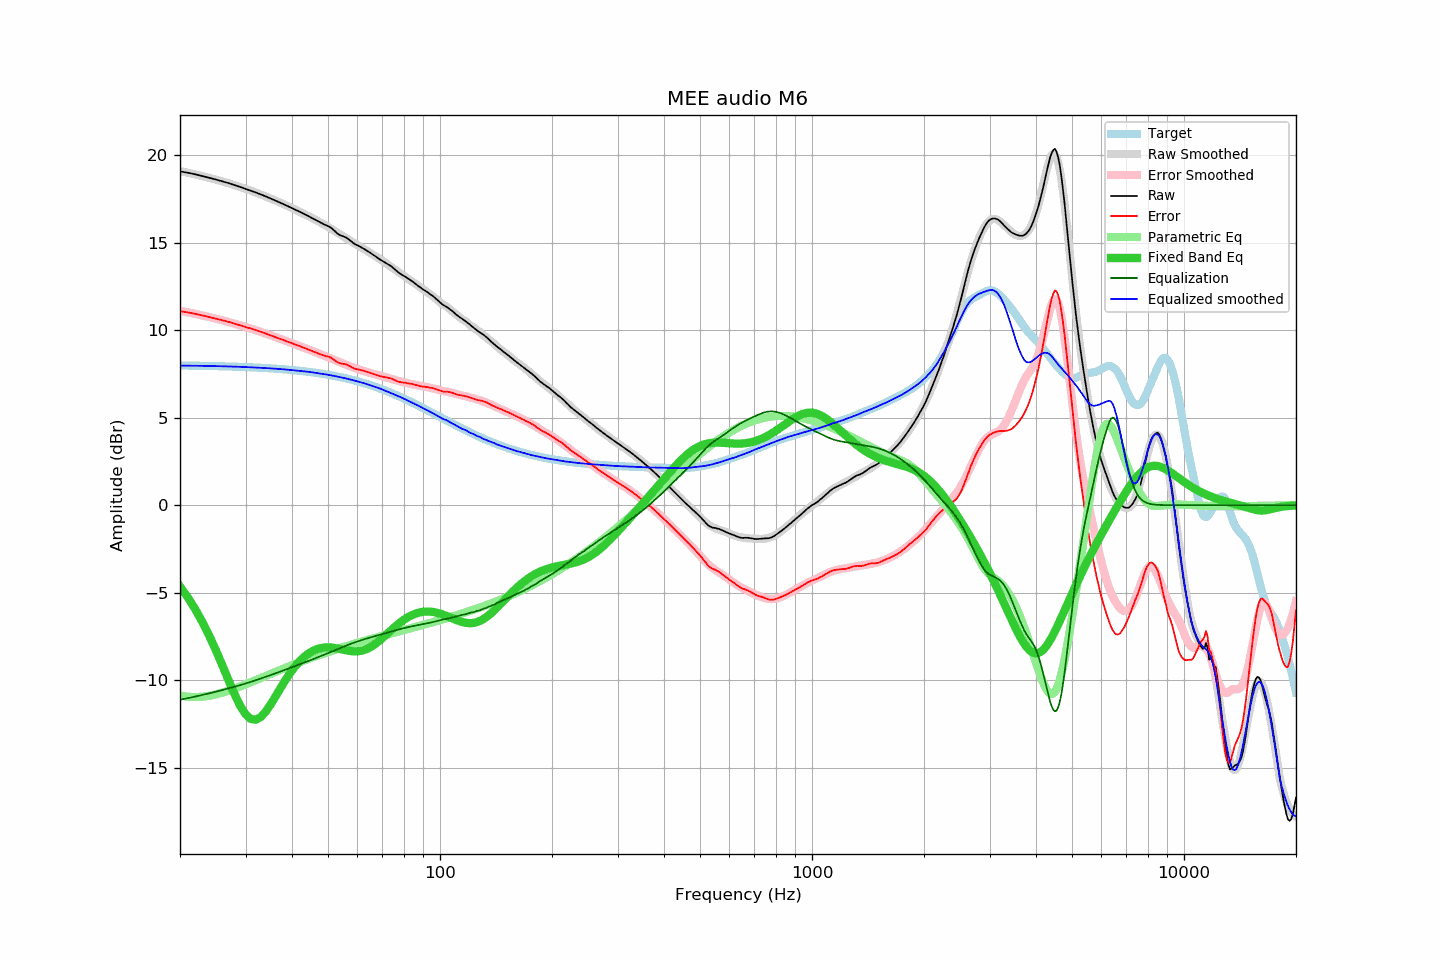 MEE audio M6
Target
Raw Smoothed
Error Smoothed
Raw
Error
Parametric Eq
Fixed Band Eq
Equalization
Equalized smoothed
Amplitude (dBr)
20
15
10
5
0
−5
−10
−15
100
1000
10000
Frequency (Hz)